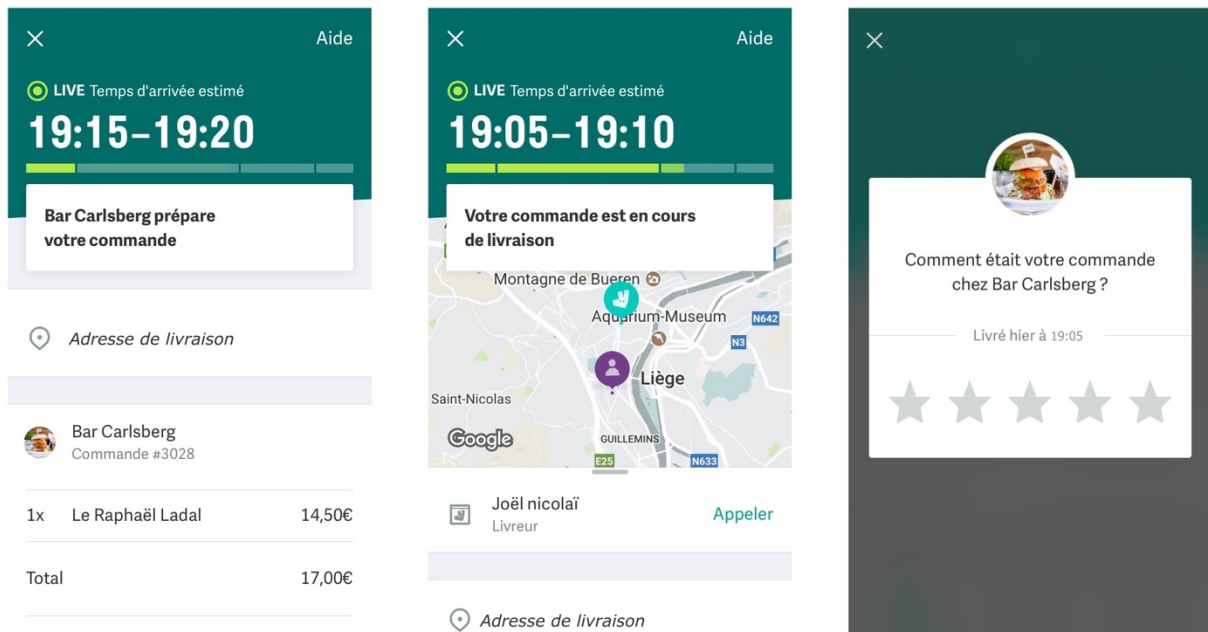 Aide
LIVE Temps d'arrivée estimé
19:15–19:20
Bar Carlsberg prépare
votre commande
Adresse de livraison
Bar Carlsberg
Commande #3028
1x Le Raphaël Ladal 14,50€
Total 17,00€
Aide
LIVE Temps d'arrivée estimé
19:05–19:10
Votre commande est en cours
de livraison
Montagne de Bueren
Aquarium-Museum
N642
N3
Liège
Saint-Nicolas
Google
GUILLEMINS
E25
N633
Joël nicolaï
Livreur
Appeler
Adresse de livraison
Comment était votre commande
chez Bar Carlsberg ?
Livré hier à 19:05